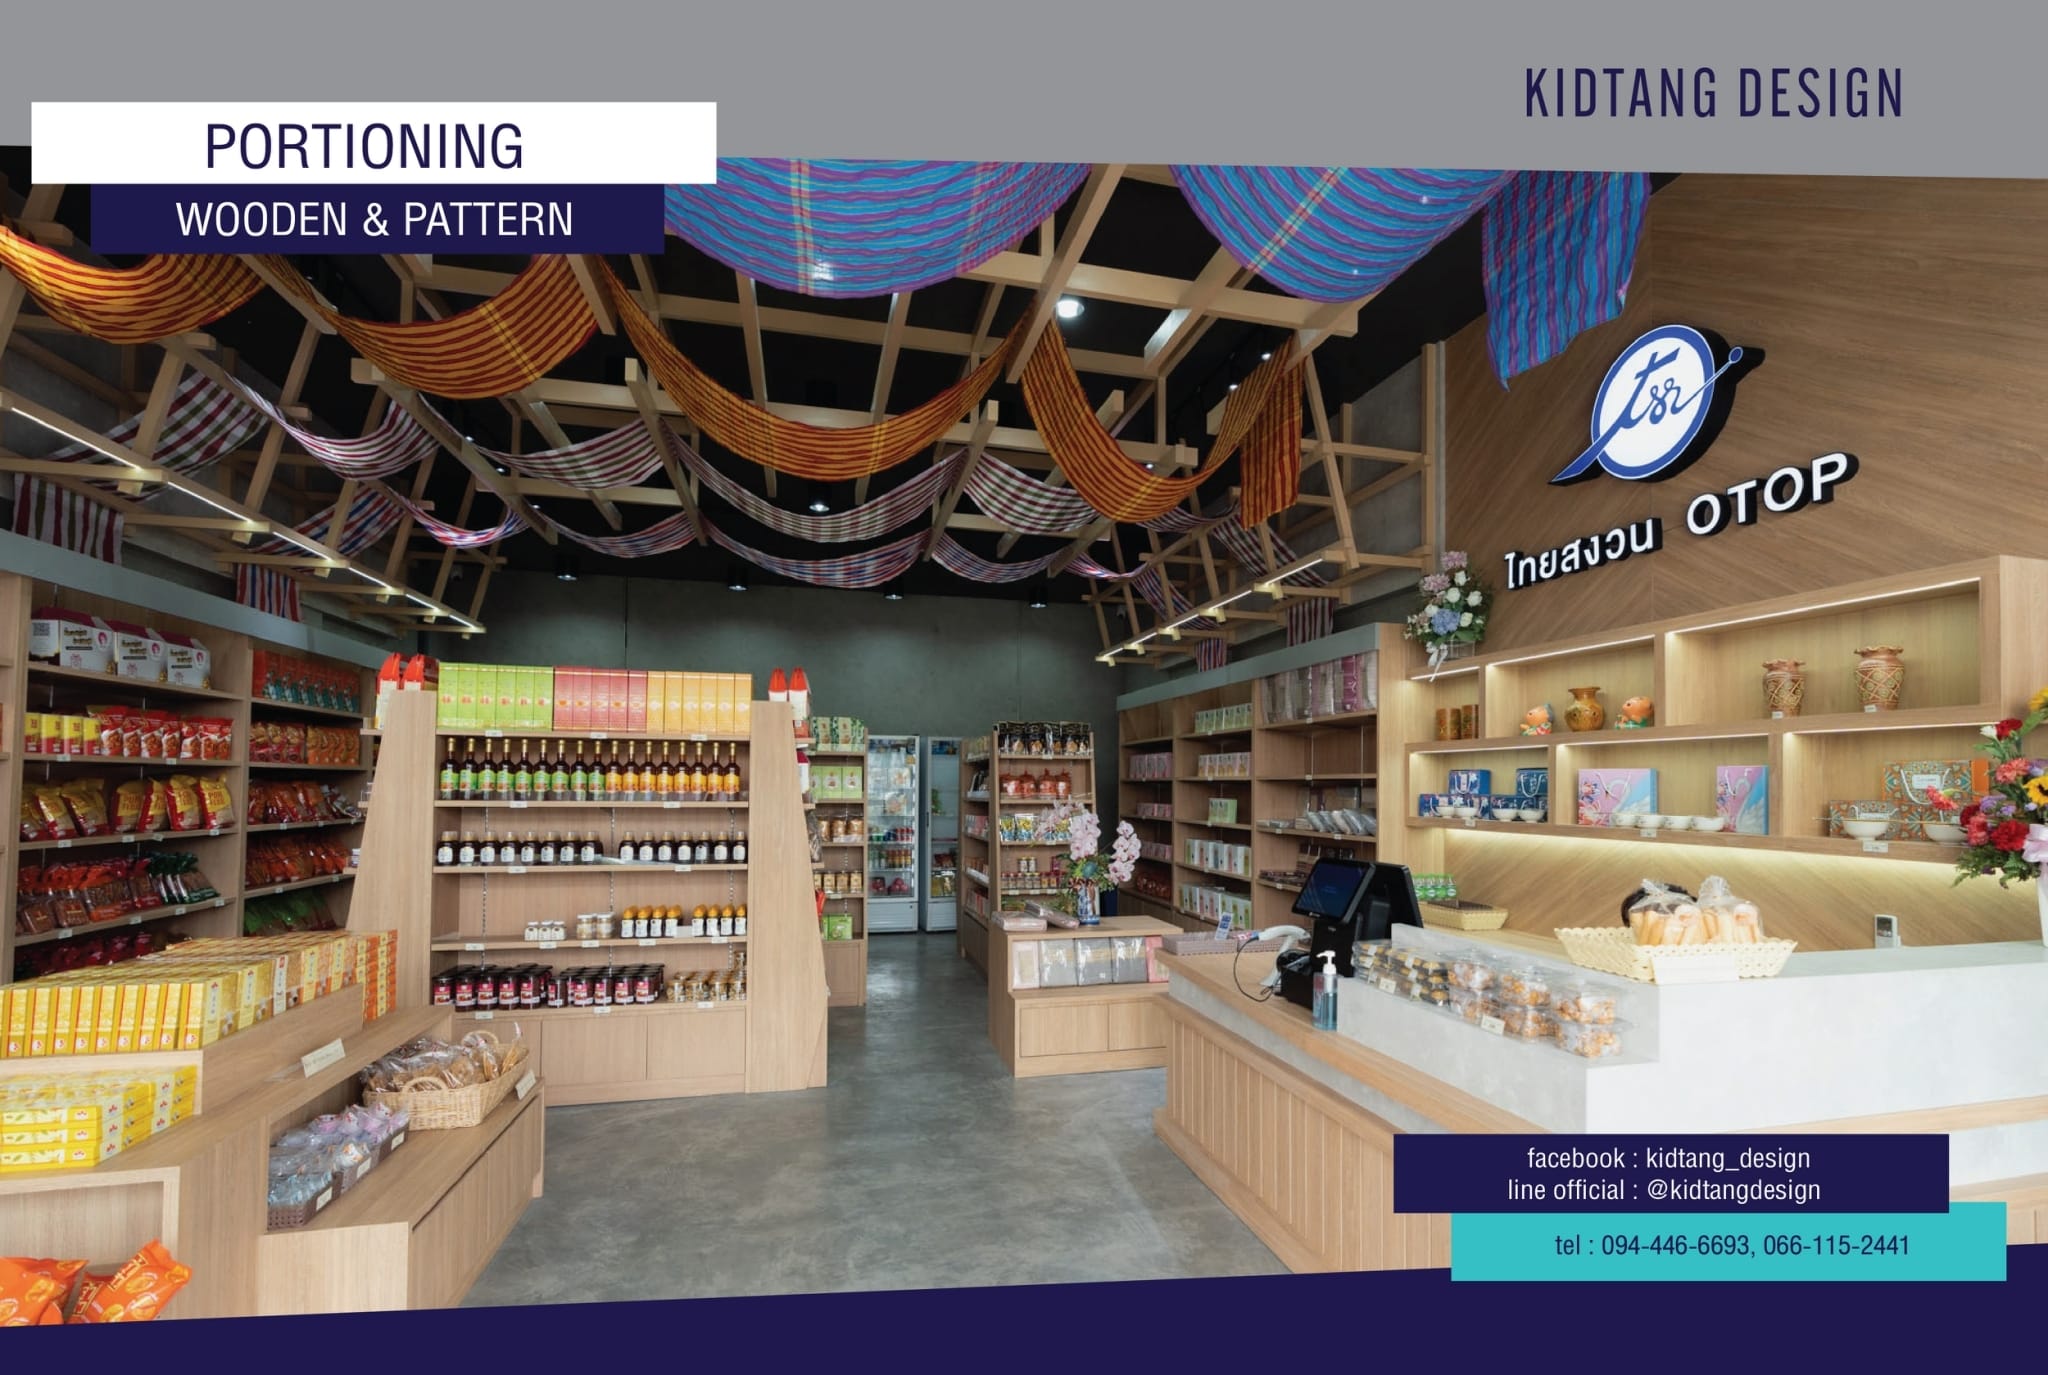 KIDTANG DESIGN
PORTIONING
WOODEN & PATTERN
tsr
ไทยสงวน OTOP
facebook : kidtang_design
line official : @kidtangdesign
tel : 094-446-6693, 066-115-2441